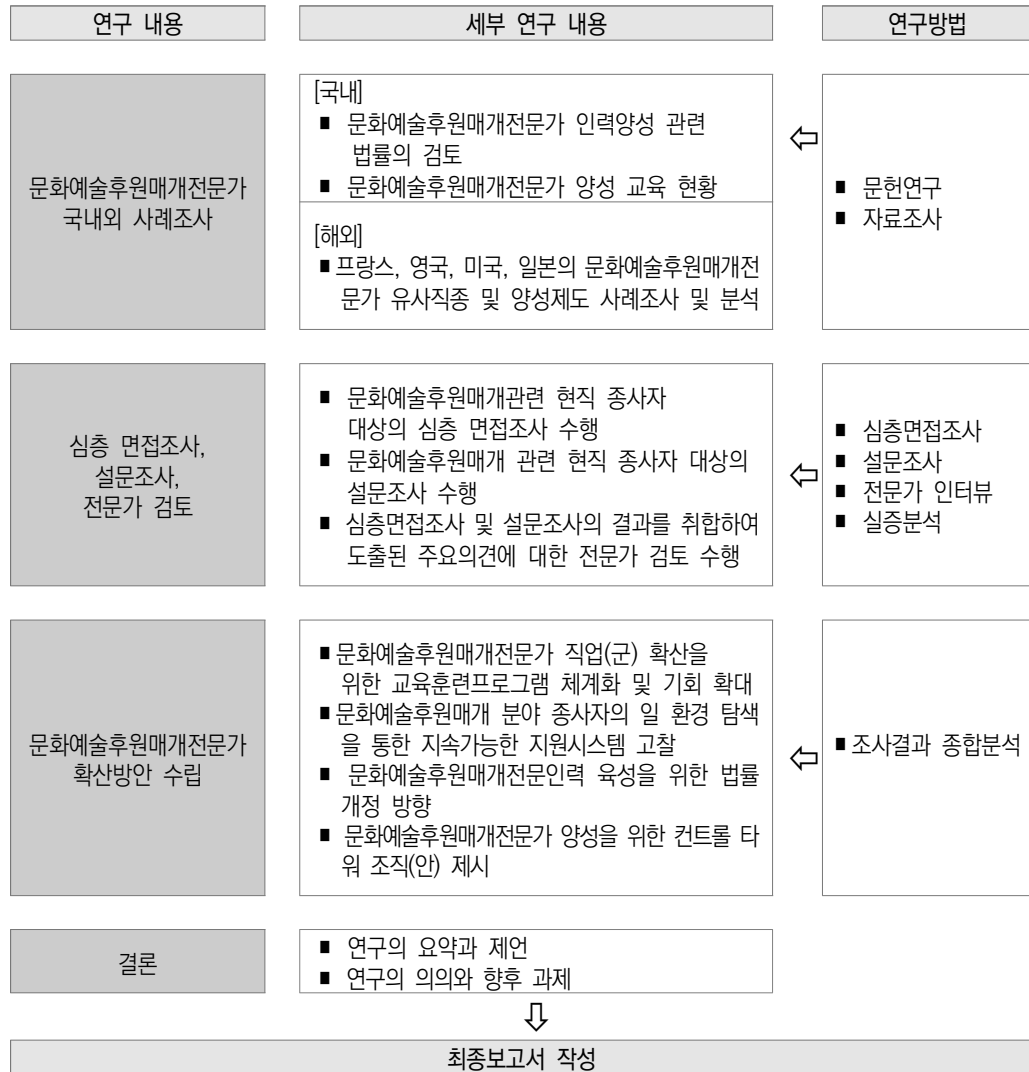 연구 내용
세부 연구 내용
연구방법
문화예술후원매개전문가
국내외 사례조사
[국내]
■ 문화예술후원매개전문가 인력양성 관련
법률의 검토
■ 문화예술후원매개전문가 양성 교육 현황
[해외]
■프랑스, 영국, 미국, 일본의 문화예술후원매개전
문가 유사직종 및 양성제도 사례조사 및 분석
⇦
■ 문헌연구
■ 자료조사
심층 면접조사,
설문조사,
전문가 검토
■ 문화예술후원매개관련 현직 종사자
대상의 심층 면접조사 수행
■ 문화예술후원매개 관련 현직 종사자 대상의
설문조사 수행
■ 심층면접조사 및 설문조사의 결과를 취합하여
도출된 주요의견에 대한 전문가 검토 수행
⇦
■ 심층면접조사
■ 설문조사
■ 전문가 인터뷰
■ 실증분석
문화예술후원매개전문가
확산방안 수립
■문화예술후원매개전문가 직업(군) 확산을
위한 교육훈련프로그램 체계화 및 기회 확대
■문화예술후원매개 분야 종사자의 일 환경 탐색
을 통한 지속가능한 지원시스템 고찰
■ 문화예술후원매개전문인력 육성을 위한 법률
개정 방향
■ 문화예술후원매개전문가 양성을 위한 컨트롤 타
워 조직(안) 제시
⇦
■조사결과 종합분석
결론
■ 연구의 요약과 제언
■ 연구의 의의와 향후 과제
⇩
최종보고서 작성